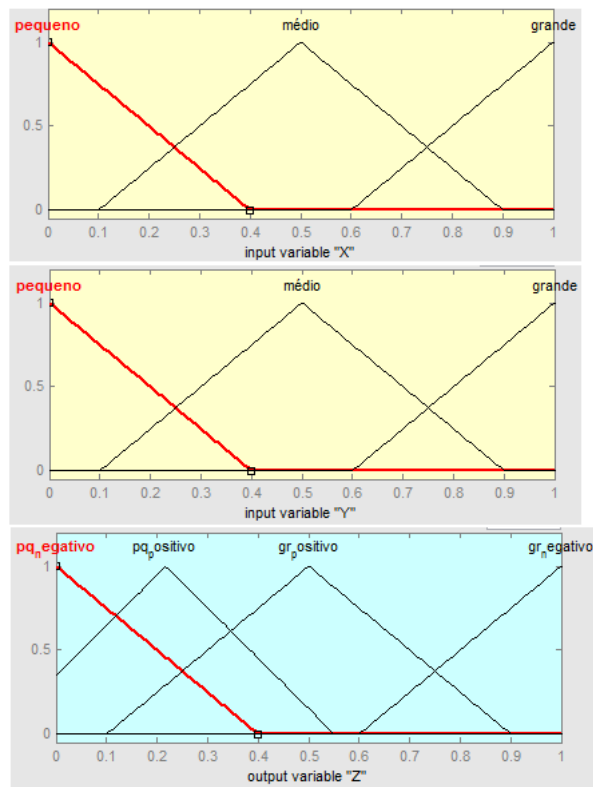 pequeno médio grande
1
0.5
0
0 0.1 0.2 0.3 0.4 0.5 0.6 0.7 0.8 0.9 1
input variable "X"
pequeno médio grande
1
0.5
0
0 0.1 0.2 0.3 0.4 0.5 0.6 0.7 0.8 0.9 1
input variable "Y"
pq_negativo pq_positivo gr_positivo gr_negativo
1
0.5
0
0 0.1 0.2 0.3 0.4 0.5 0.6 0.7 0.8 0.9 1
output variable "Z"